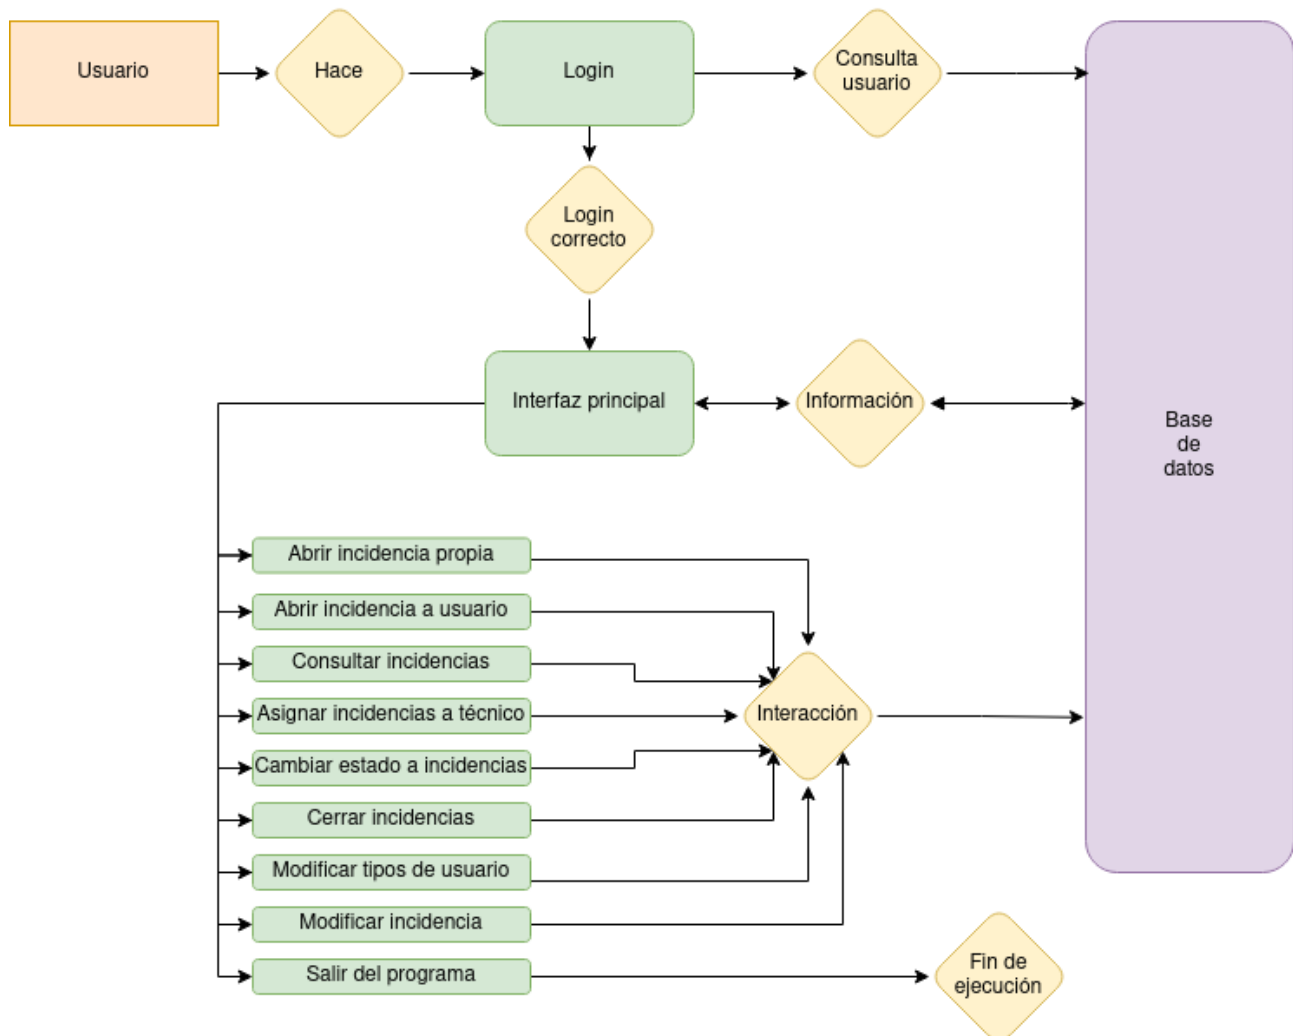 Usuario
Hace
Login
Consulta
usuario
Login
correcto
Interfaz principal
Información
Base
de
datos
Abrir incidencia propia
Abrir incidencia a usuario
Consultar incidencias
Asignar incidencias a técnico
Interacción
Cambiar estado a incidencias
Cerrar incidencias
Modificar tipos de usuario
Modificar incidencia
Salir del programa
Fin de
ejecución